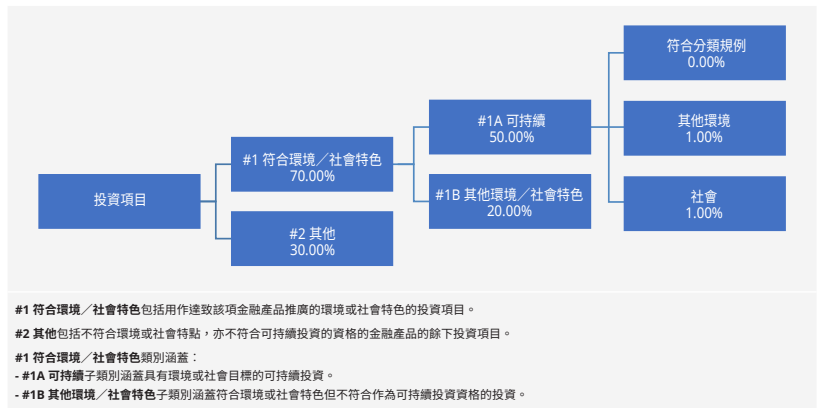 投資項目
#1 符合環境／社會特色
70.00%
#2 其他
30.00%
#1A 可持續
50.00%
#1B 其他環境／社會特色
20.00%
符合分類規例
0.00%
其他環境
1.00%
社會
1.00%
#1 符合環境／社會特色包括用作達致該項金融產品推廣的環境或社會特色的投資項目。
#2 其他包括不符合環境或社會特點，亦不符合可持續投資的資格的金融產品的餘下投資項目。
#1 符合環境／社會特色類別涵蓋：
- #1A 可持續子類別涵蓋具有環境或社會目標的可持續投資。
- #1B 其他環境／社會特色子類別涵蓋符合環境或社會特色但不符合作為可持續投資資格的投資。